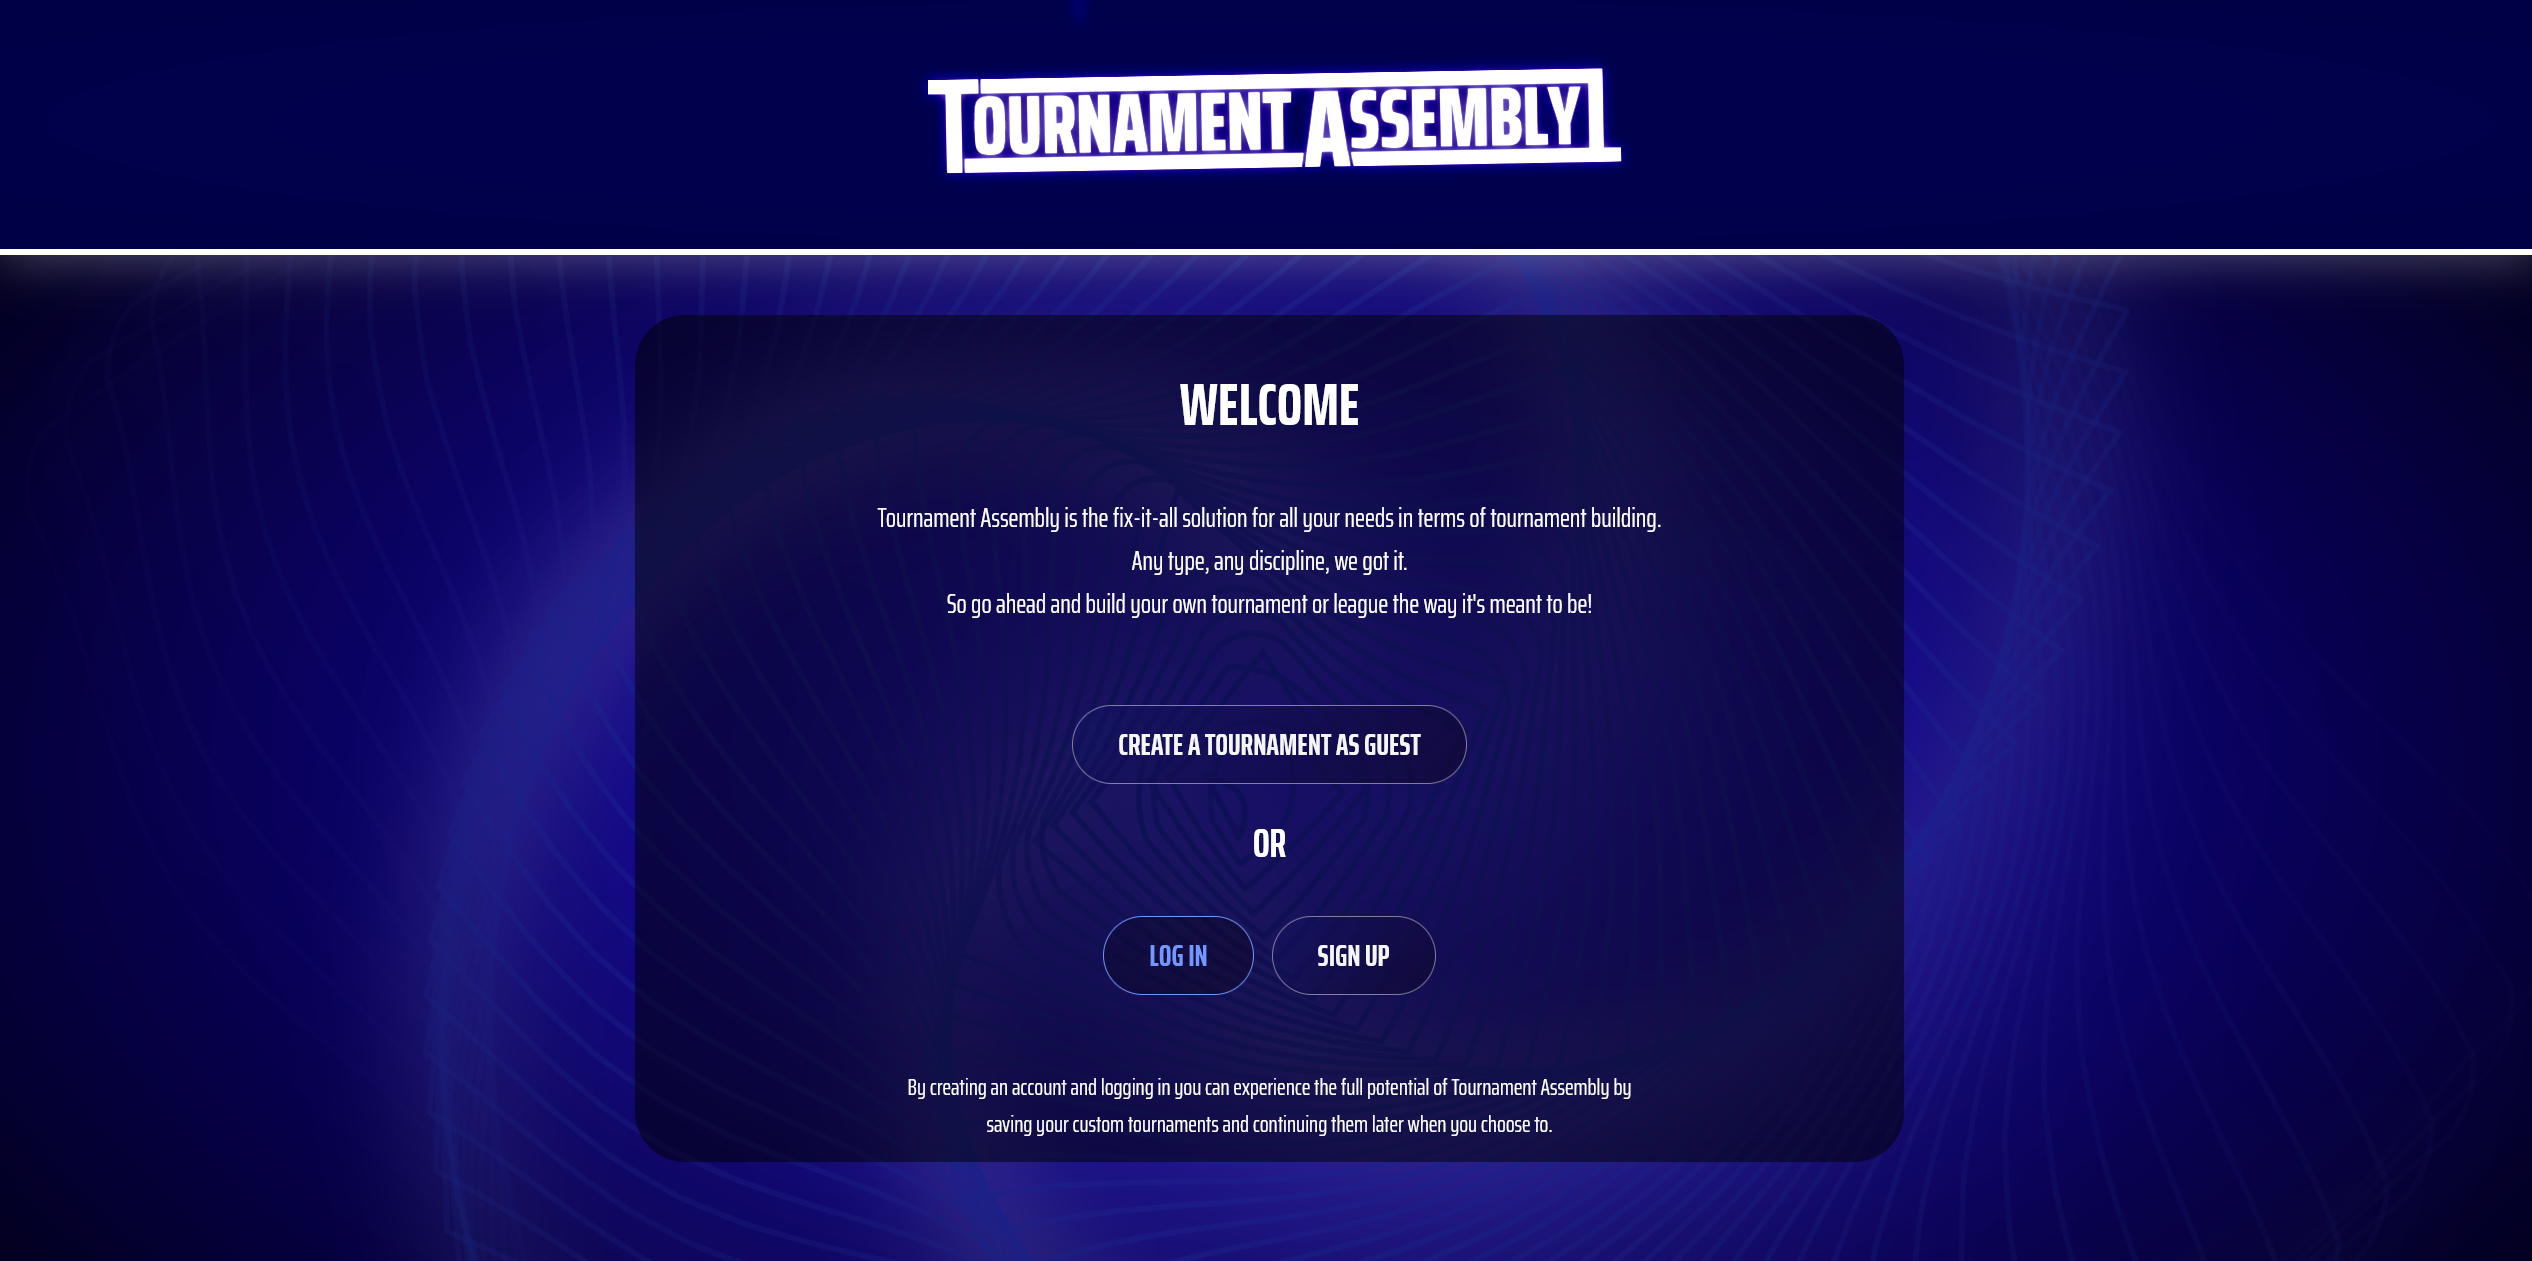 TOURNAMENT ASSEMBLY
WELCOME
Tournament Assembly is the fix-it-all solution for all your needs in terms of tournament building.
Any type, any discipline, we got it.
So go ahead and build your own tournament or league the way it's meant to be!
CREATE A TOURNAMENT AS GUEST
OR
LOG IN SIGN UP
By creating an account and logging in you can experience the full potential of Tournament Assembly by
saving your custom tournaments and continuing them later when you choose to.